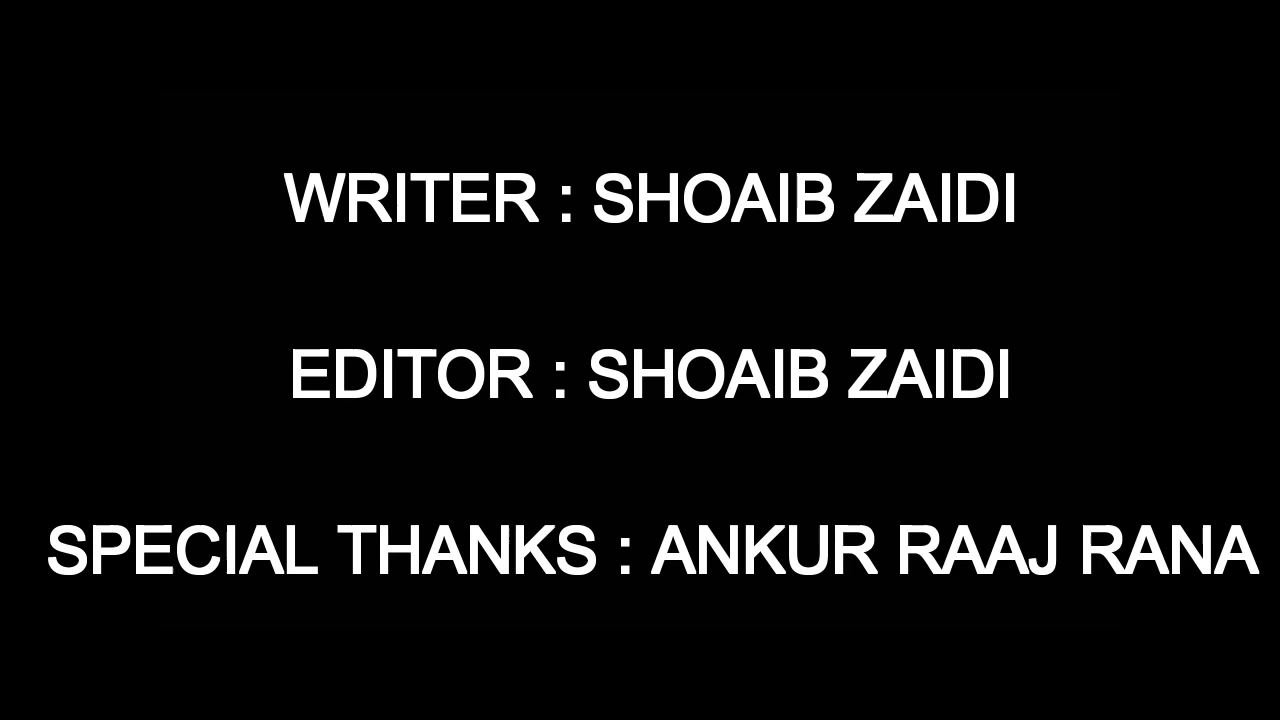 WRITER : SHOAIB ZAIDI
EDITOR : SHOAIB ZAIDI
SPECIAL THANKS : ANKUR RAAJ RANA